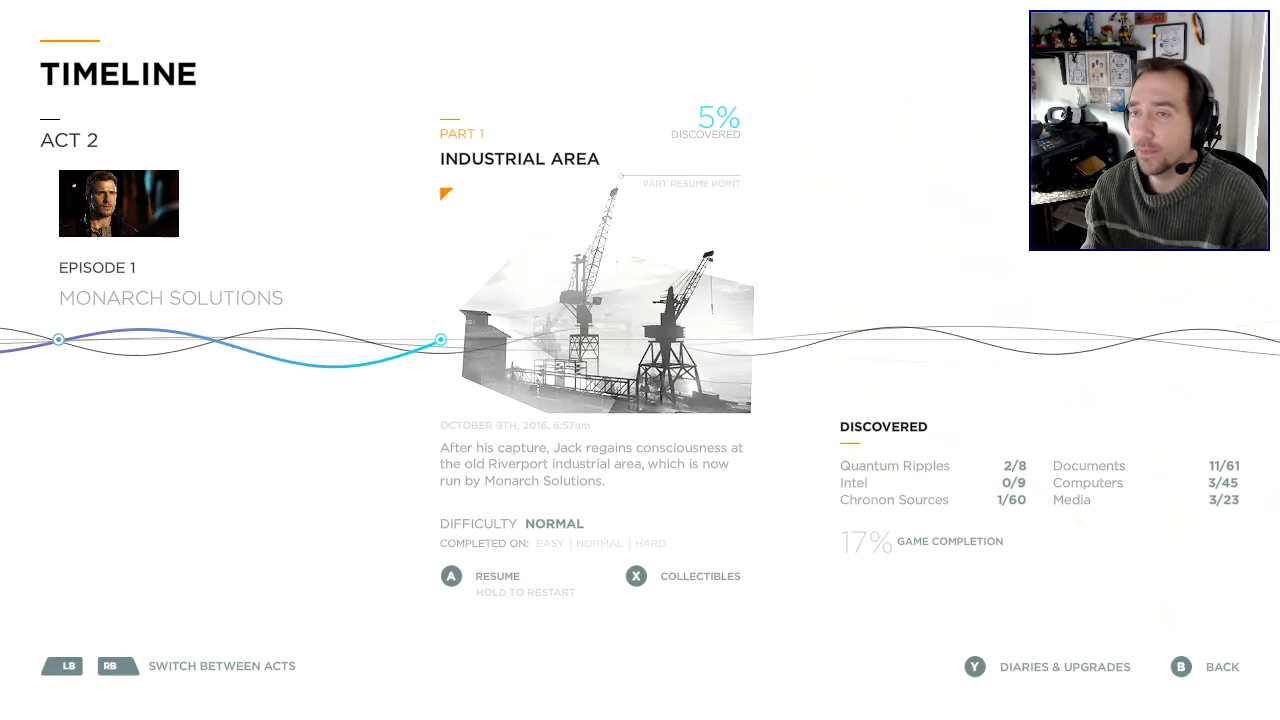 TIMELINE
ACT 2
EPISODE 1
MONARCH SOLUTIONS
PART 1
5%
DISCOVERED
INDUSTRIAL AREA
PART RESUME POINT
OCTOBER 9TH, 2016, 6:57am
After his capture, Jack regains consciousness at
the old Riverport industrial area, which is now
run by Monarch Solutions.
DIFFICULTY NORMAL
COMPLETED ON: EASY | NORMAL | HARD
A RESUME X COLLECTIBLES
HOLD TO RESTART
DISCOVERED
Quantum Ripples 2/8 Documents 11/61
Intel 0/9 Computers 3/45
Chronon Sources 1/60 Media 3/23
17% GAME COMPLETION
LB RB SWITCH BETWEEN ACTS
Y DIARIES & UPGRADES B BACK